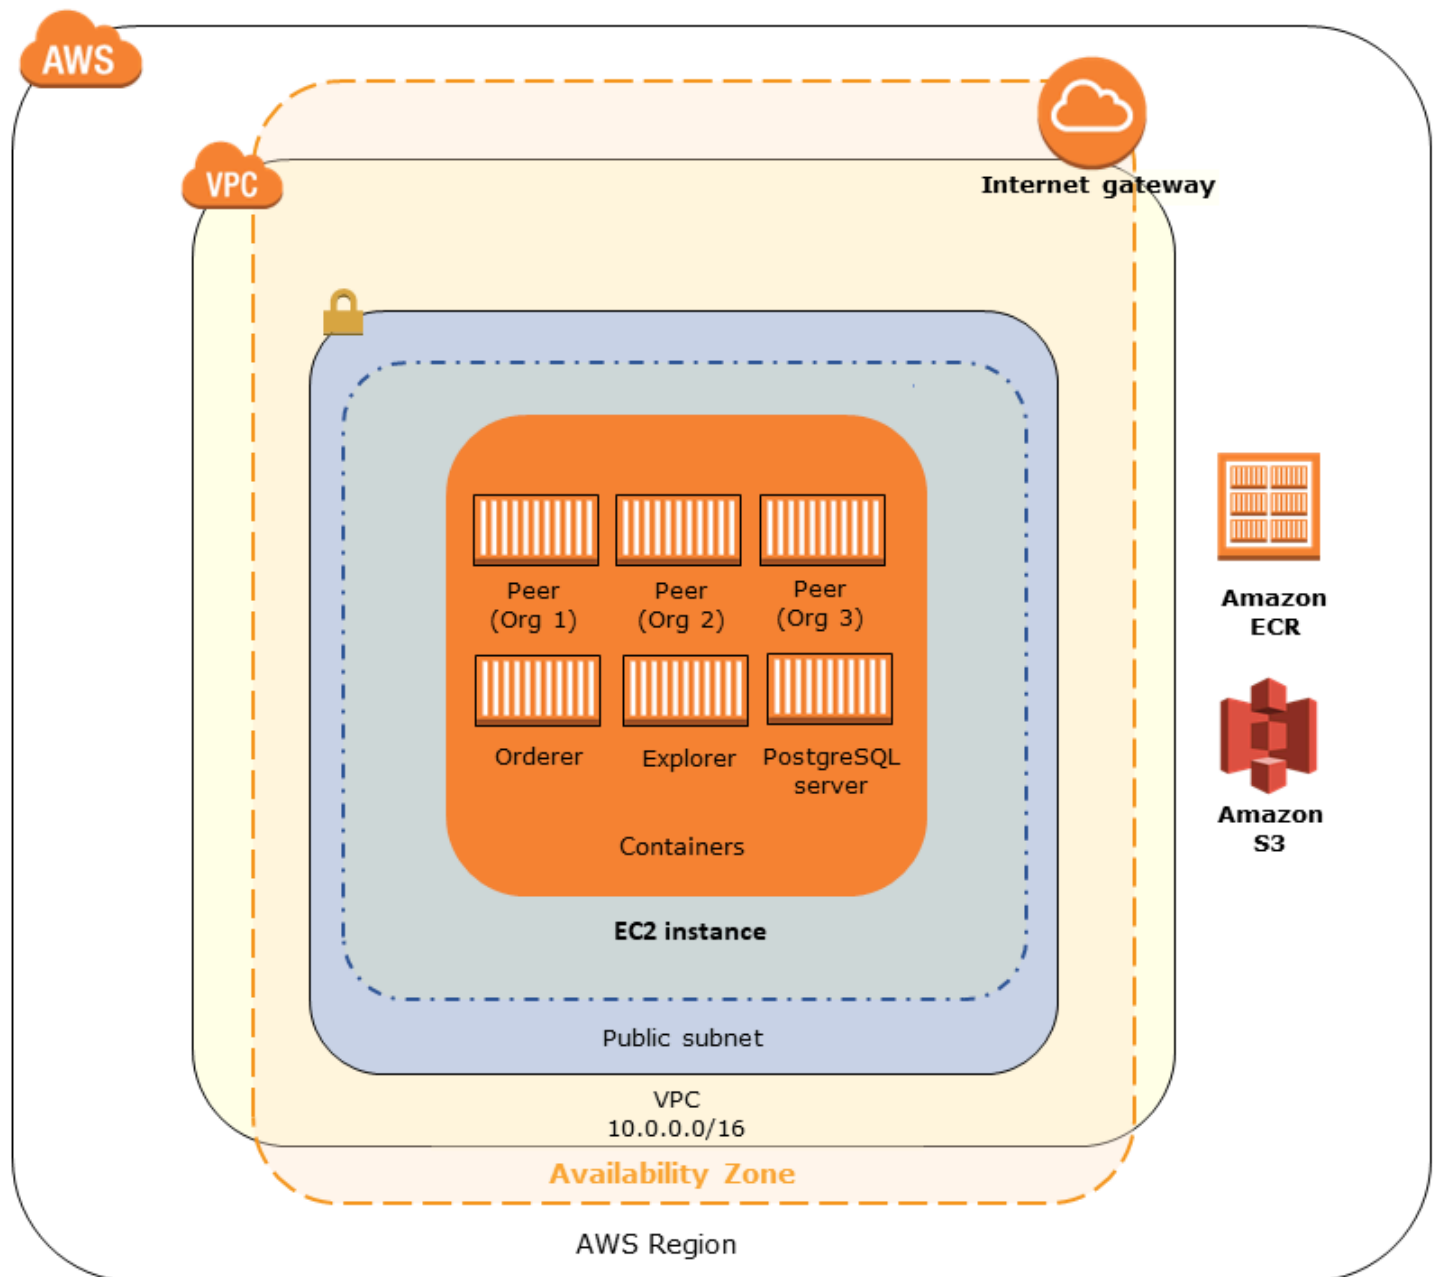 AWS
VPC
Internet gateway
Peer
(Org 1)
Peer
(Org 2)
Peer
(Org 3)
Amazon
ECR
Orderer
Explorer
PostgreSQL
server
Amazon
S3
Containers
EC2 instance
Public subnet
VPC
10.0.0.0/16
Availability Zone
AWS Region